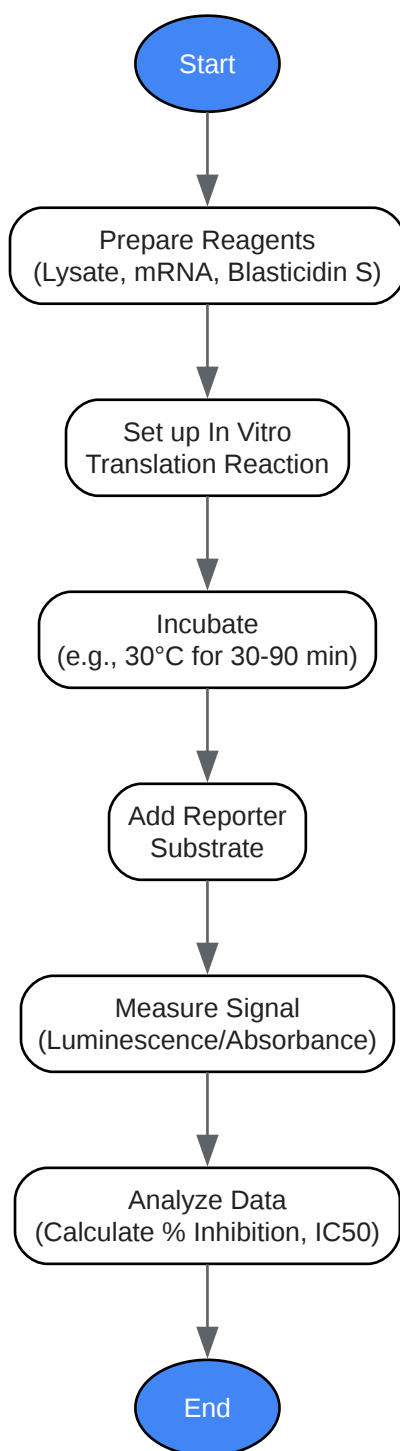 Start
Prepare Reagents
(Lysate, mRNA, Blasticidin S)
Set up In Vitro
Translation Reaction
Incubate
(e.g., 30°C for 30-90 min)
Add Reporter
Substrate
Measure Signal
(Luminescence/Absorbance)
Analyze Data
(Calculate % Inhibition, IC50)
End